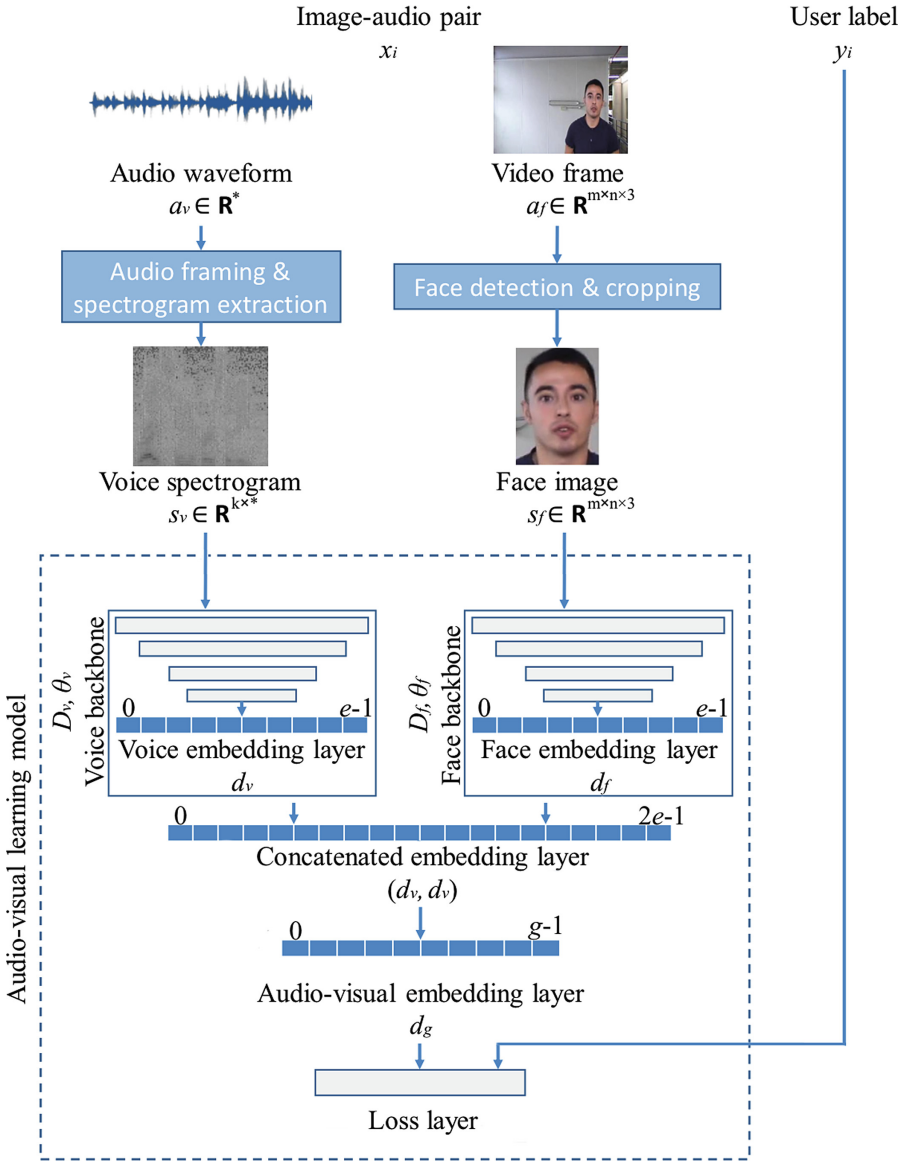 Image-audio pair
xi
User label
yi
Audio waveform
av ∈ R*
Video frame
af ∈ Rm×n×3
Audio framing &
spectrogram extraction
Face detection & cropping
Voice spectrogram
sv ∈ Rk×*
Face image
sf ∈ Rm×n×3
Audio-visual learning model
Dv, θv
Voice backbone
0
e-1
Voice embedding layer
dv
Df, θf
Face backbone
0
e-1
Face embedding layer
df
0
2e-1
Concatenated embedding layer
(dv, dv)
0
g-1
Audio-visual embedding layer
dg
Loss layer